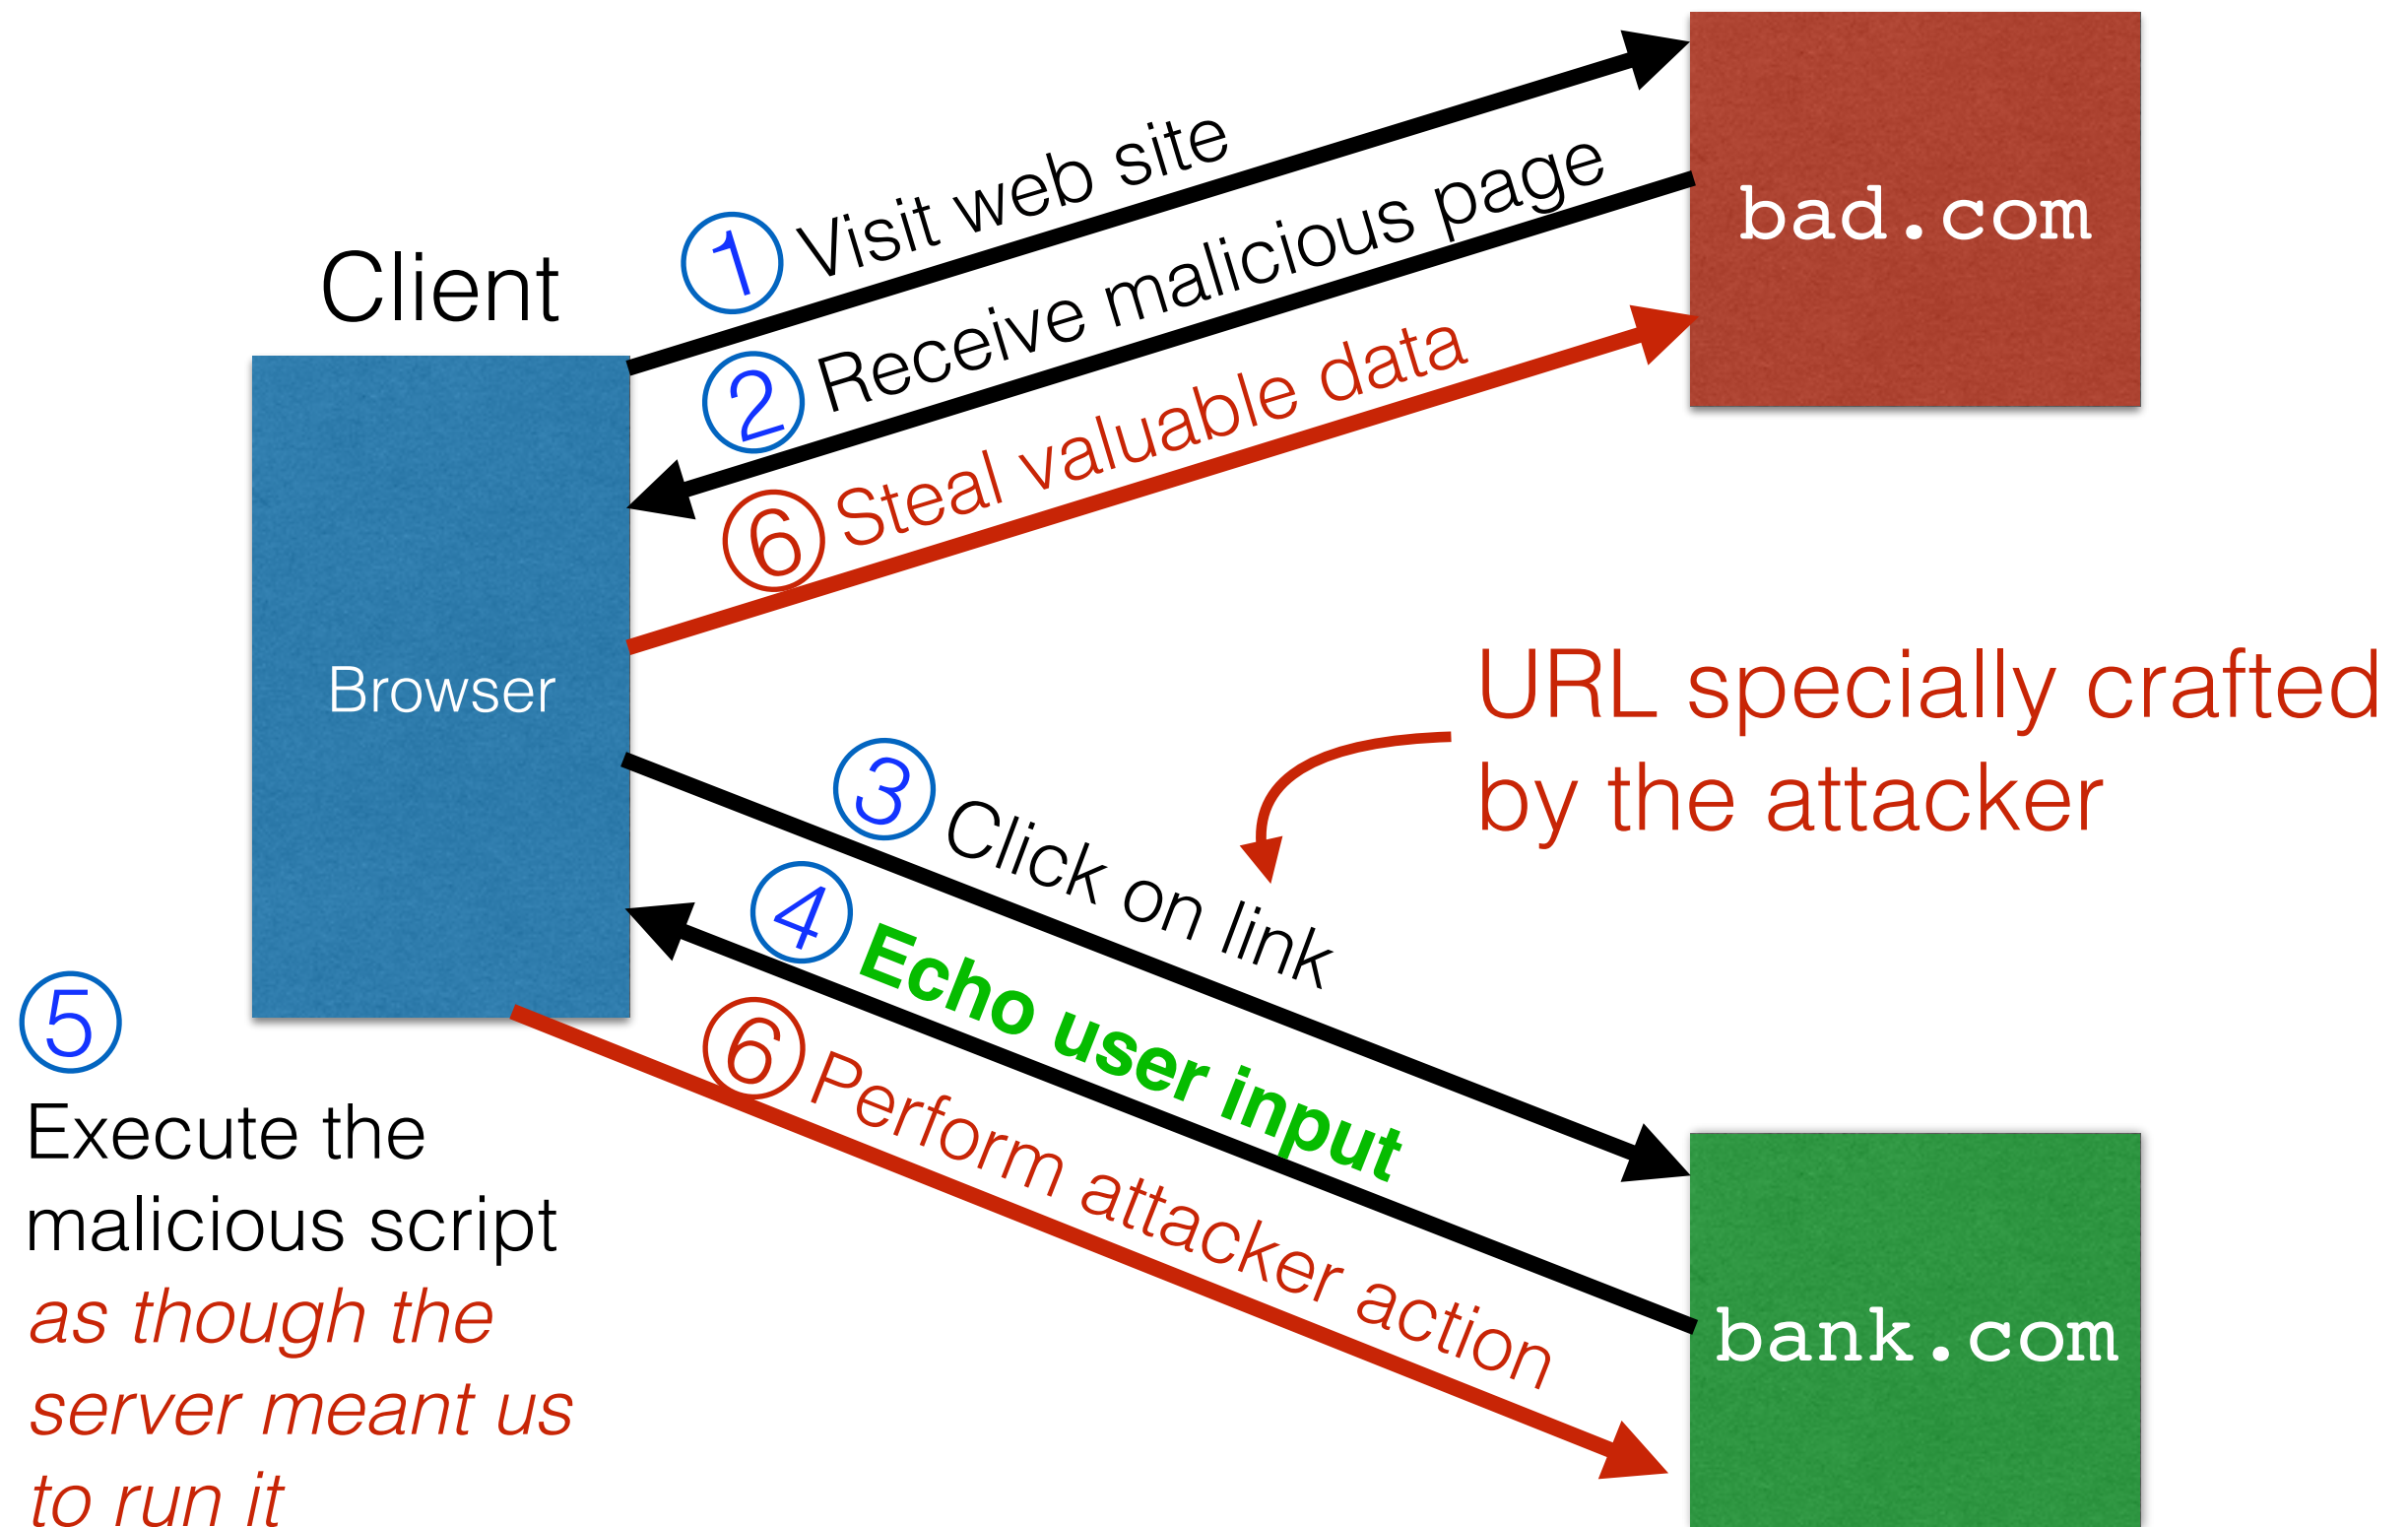 Client
Browser
bad.com
① Visit web site
② Receive malicious page
⑥ Steal valuable data
URL specially crafted
by the attacker
③ Click on link
④ Echo user input
⑥ Perform attacker action
bank.com
⑤
Execute the
malicious script
as though the
server meant us
to run it